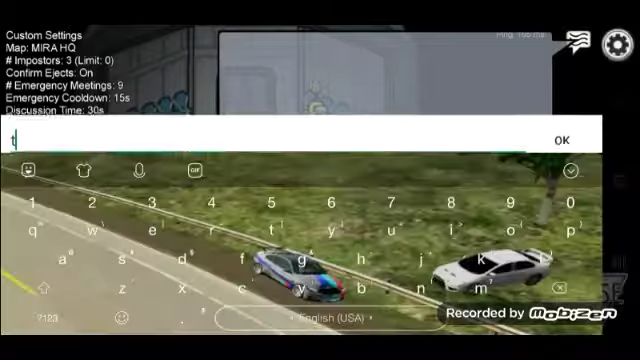 Custom Settings
Map: MIRA HQ
# Impostors: 3 (Limit: 0)
Confirm Ejects: On
# Emergency Meetings: 9
Emergency Cooldown: 15s
Discussion Time: 30s
t
OK
GIF
1 2 3 4 5 6 7 8 9 0
q w e r t y u i o p
a s d f g h j k l
z x c v b n m
?123 , • English (USA) • .
Recorded by Mobizen